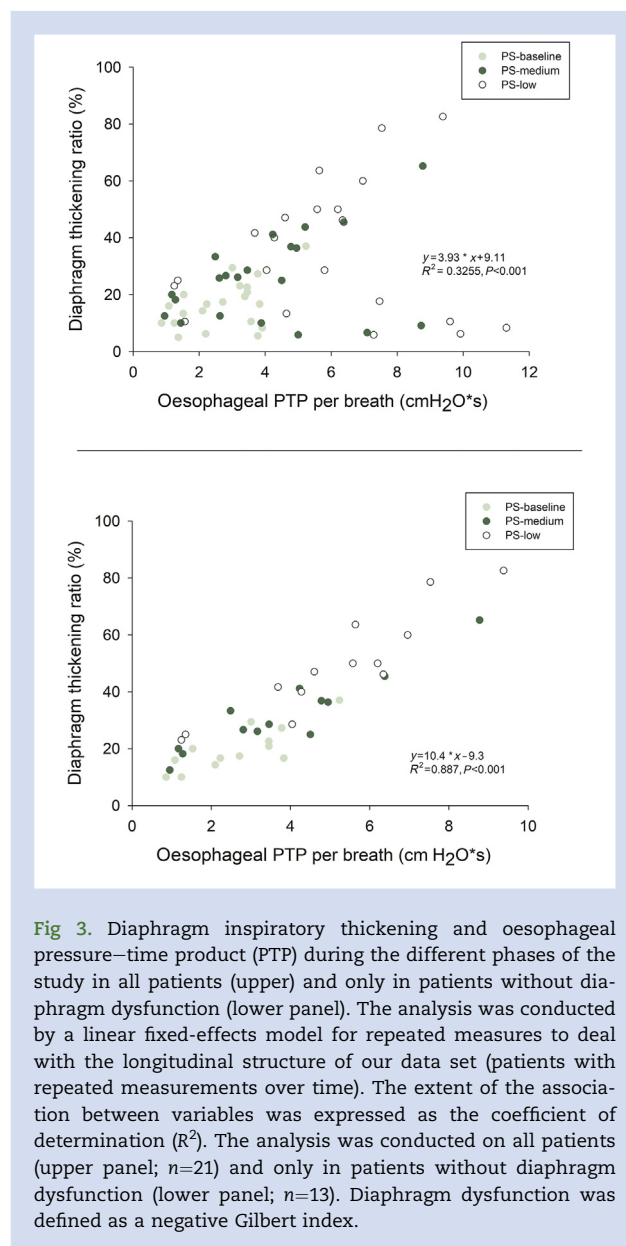 PS-baseline
PS-medium
PS-low
100
80
60
40
20
0
Diaphragm thickening ratio (%)
y=3.93 * x+9.11
R² = 0.3255, P<0.001
0 2 4 6 8 10 12
Oesophageal PTP per breath (cmH₂O*s)
PS-baseline
PS-medium
PS-low
100
80
60
40
20
0
Diaphragm thickening ratio (%)
y=10.4 * x−9.3
R²=0.887, P<0.001
0 2 4 6 8 10
Oesophageal PTP per breath (cm H₂O*s)
Fig 3. Diaphragm inspiratory thickening and oesophageal
pressure−time product (PTP) during the different phases of the
study in all patients (upper) and only in patients without dia-
phragm dysfunction (lower panel). The analysis was conducted
by a linear fixed-effects model for repeated measures to deal
with the longitudinal structure of our data set (patients with
repeated measurements over time). The extent of the associa-
tion between variables was expressed as the coefficient of
determination (R²). The analysis was conducted on all patients
(upper panel; n=21) and only in patients without diaphragm
dysfunction (lower panel; n=13). Diaphragm dysfunction was
defined as a negative Gilbert index.